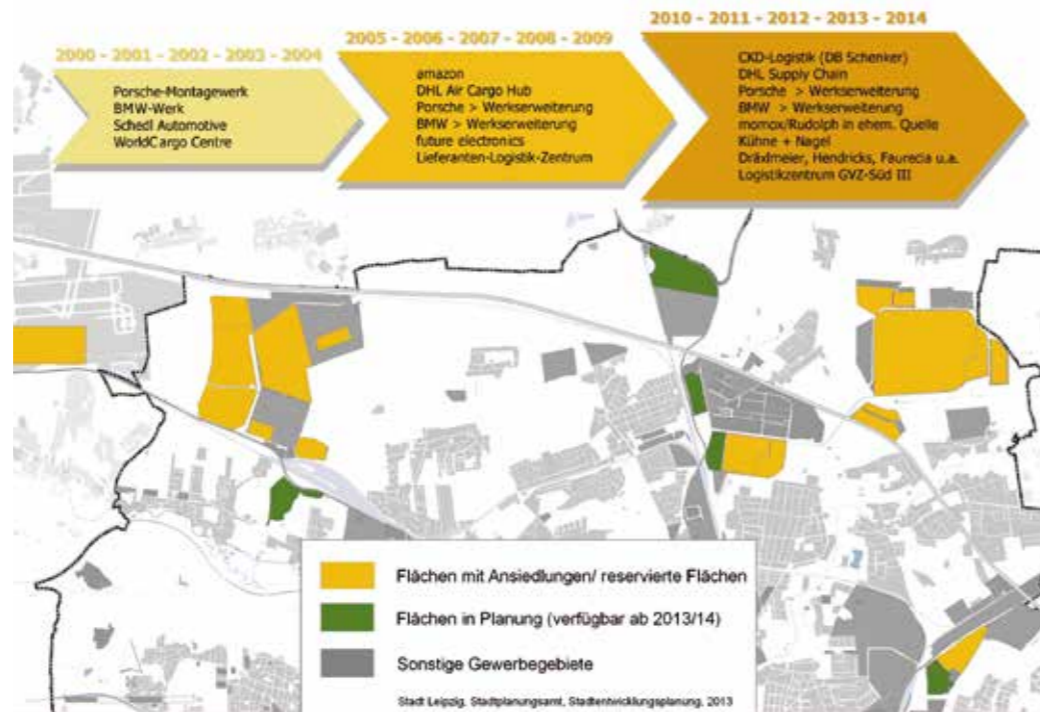 2000 - 2001 - 2002 - 2003 - 2004
Porsche-Montagewerk
BMW-Werk
Schedl Automotive
WorldCargo Centre
2005 - 2006 - 2007 - 2008 - 2009
amazon
DHL Air Cargo Hub
Porsche > Werkserweiterung
BMW > Werkserweiterung
future electronics
Lieferanten-Logistik-Zentrum
2010 - 2011 - 2012 - 2013 - 2014
CKD-Logistik (DB Schenker)
DHL Supply Chain
Porsche > Werkserweiterung
BMW > Werkserweiterung
momox/Rudolph in ehem. Quelle
Kühne + Nagel
Dräxlmeier, Hendricks, Faurecia u.a.
Logistikzentrum GVZ-Süd III
Flächen mit Ansiedlungen/ reservierte Flächen
Flächen in Planung (verfügbar ab 2013/14)
Sonstige Gewerbegebiete
Stadt Leipzig, Stadtplanungsamt, Stadtentwicklungsplanung, 2013